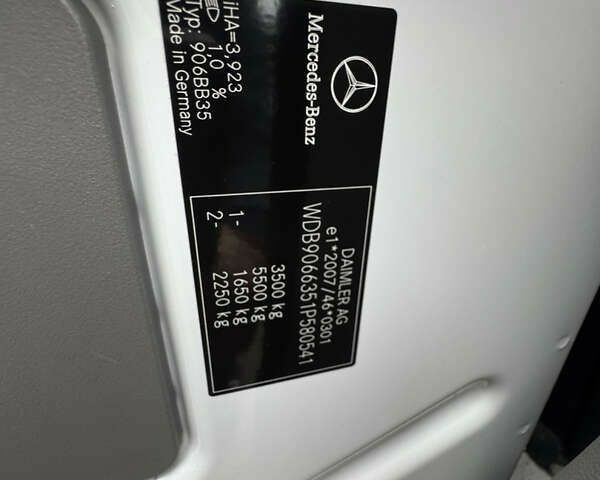 Mercedes-Benz
iHA=3,923
1,0 %
Typ: 906BB35
Made in Germany
DAIMLER AG
e1*2007/46*0301
WDB9066351P580541
3500 kg
5500 kg
1- 1650 kg
2- 2250 kg